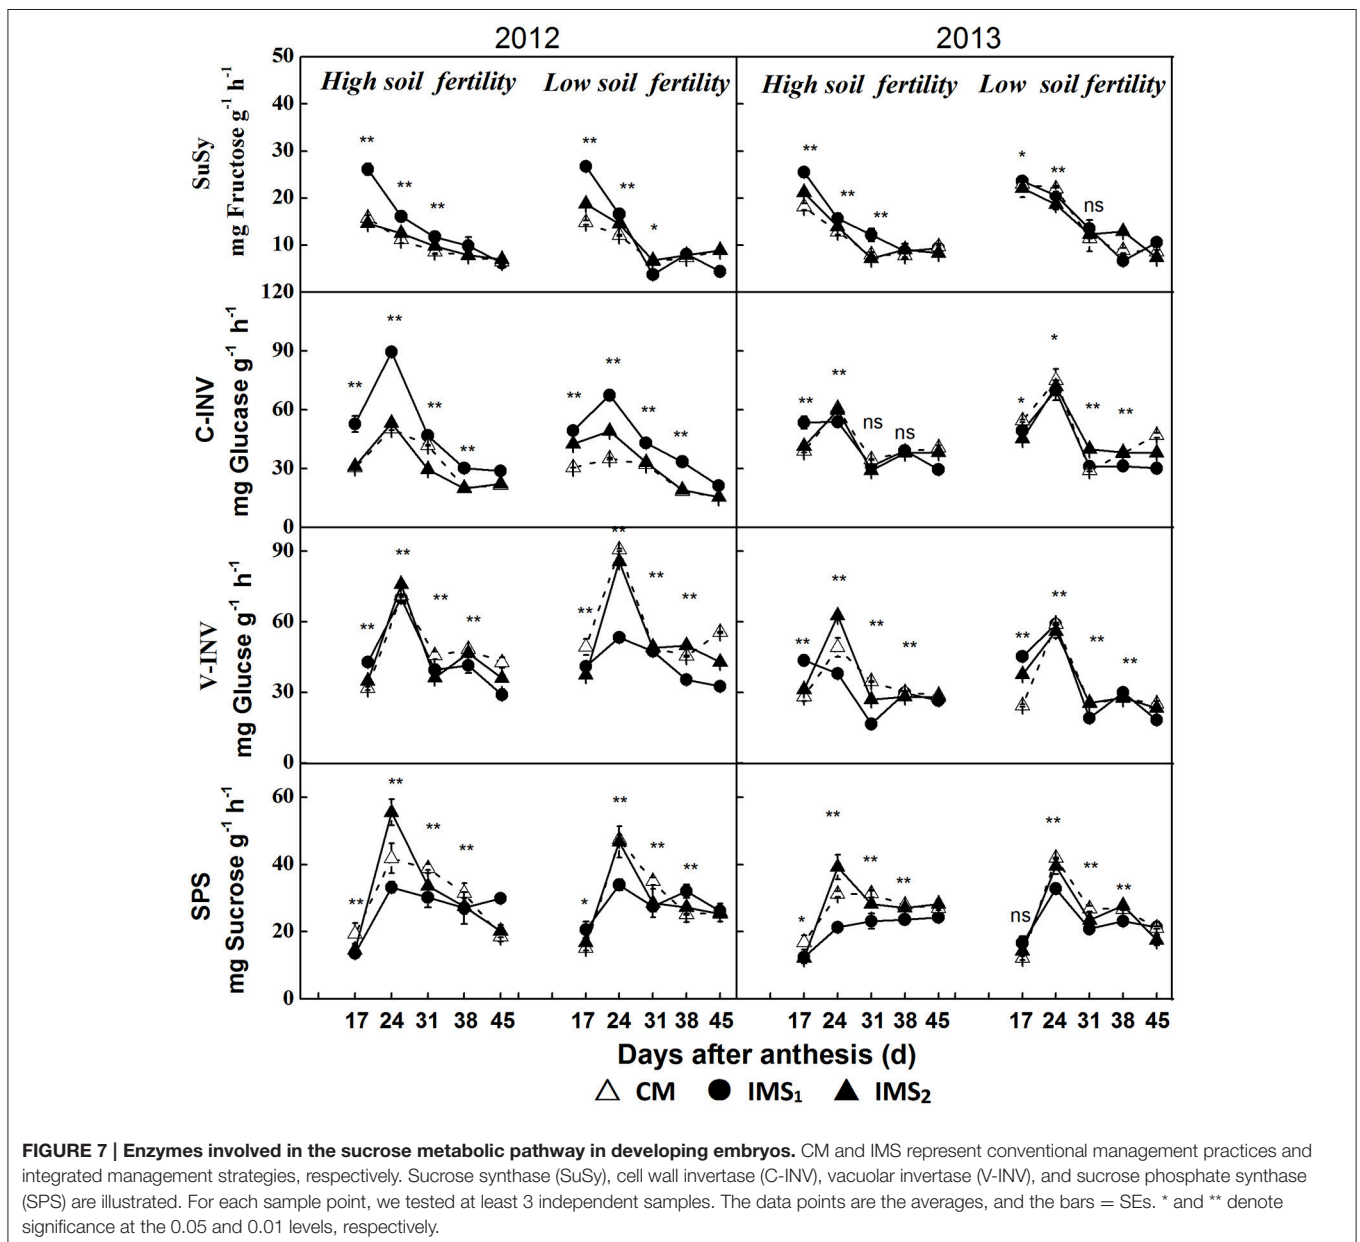 2012 2013
High soil fertility Low soil fertility High soil fertility Low soil fertility
SuSy
mg Fructose g-1 h-1
50
40
30
20
10
** ** ** ** ** * ** ** ** * ** ns
C-INV
mg Glucase g-1 h-1
120
90
60
30
0
** ** ** ** ** ** ** ** ** ** ns ns * * ** **
V-INV
mg Glucse g-1 h-1
90
60
30
0
** ** ** ** ** ** ** ** ** ** ** ** ** ** ** **
SPS
mg Sucrose g-1 h-1
60
40
20
0
** ** ** ** * ** ** ** * ** ** ** ns ** ** **
17 24 31 38 45 17 24 31 38 45 17 24 31 38 45 17 24 31 38 45
Days after anthesis (d)
CM IMS1 IMS2
FIGURE 7 | Enzymes involved in the sucrose metabolic pathway in developing embryos. CM and IMS represent conventional management practices and
integrated management strategies, respectively. Sucrose synthase (SuSy), cell wall invertase (C-INV), vacuolar invertase (V-INV), and sucrose phosphate synthase
(SPS) are illustrated. For each sample point, we tested at least 3 independent samples. The data points are the averages, and the bars = SEs. * and ** denote
significance at the 0.05 and 0.01 levels, respectively.